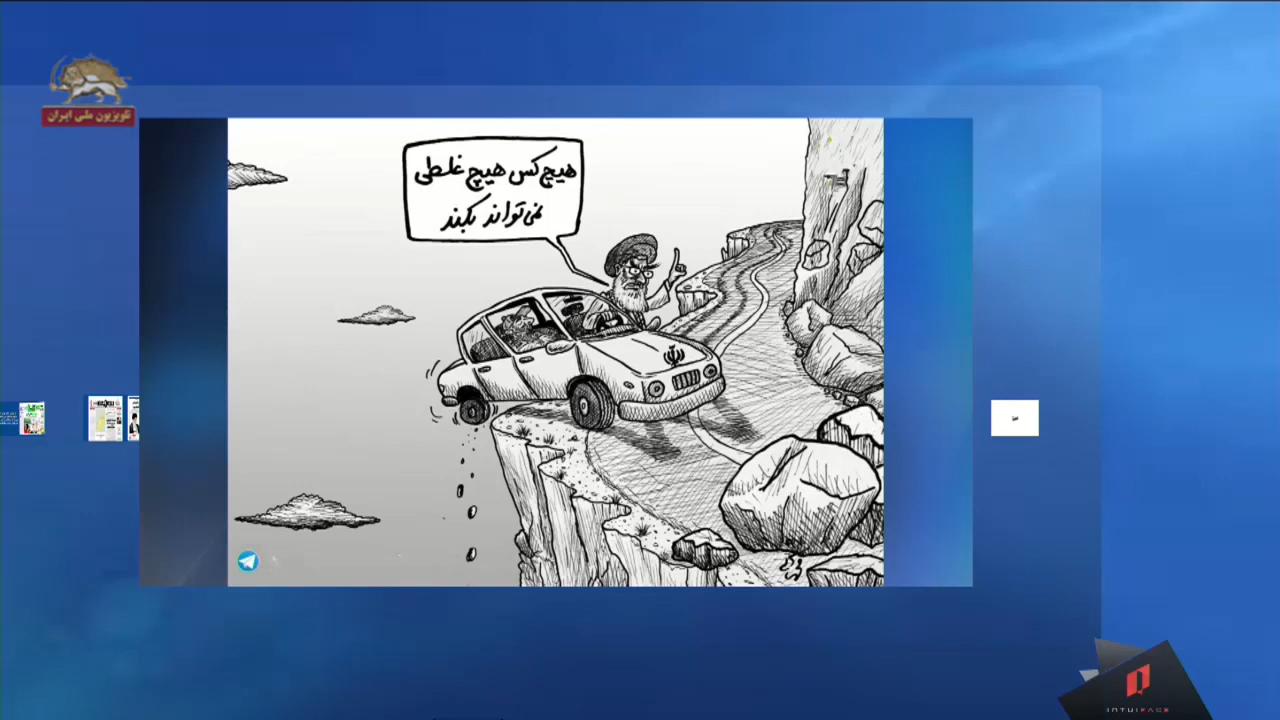 تلویزیون ملی ایران
هیچ کس هیچ غلطی
نمی‌تواند بکند
INTUIFACE